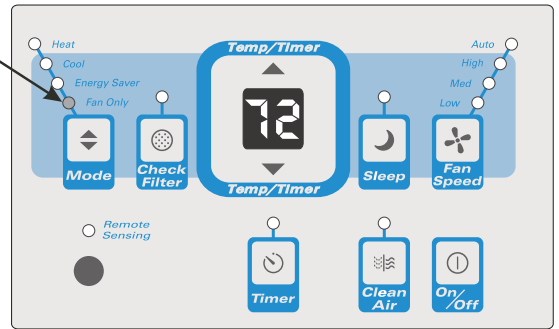 Heat
Cool
Energy Saver
Fan Only
Mode
Check
Filter
Temp/Timer
72
Temp/Timer
Sleep
Auto
High
Med
Low
Fan
Speed
Remote
Sensing
Timer
Clean
Air
On/Off